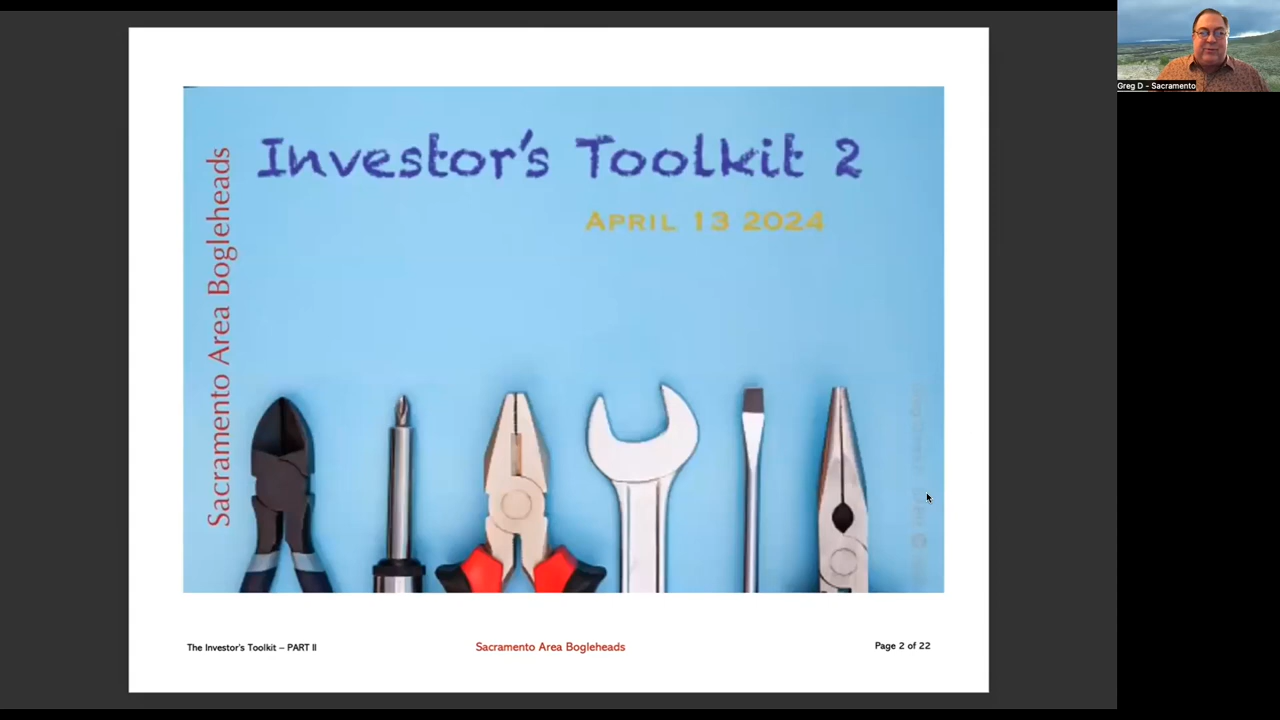 Greg D - Sacramento
Investor's Toolkit 2
APRIL 13 2024
Sacramento Area Bogleheads
The Investor's Toolkit – PART II
Sacramento Area Bogleheads
Page 2 of 22